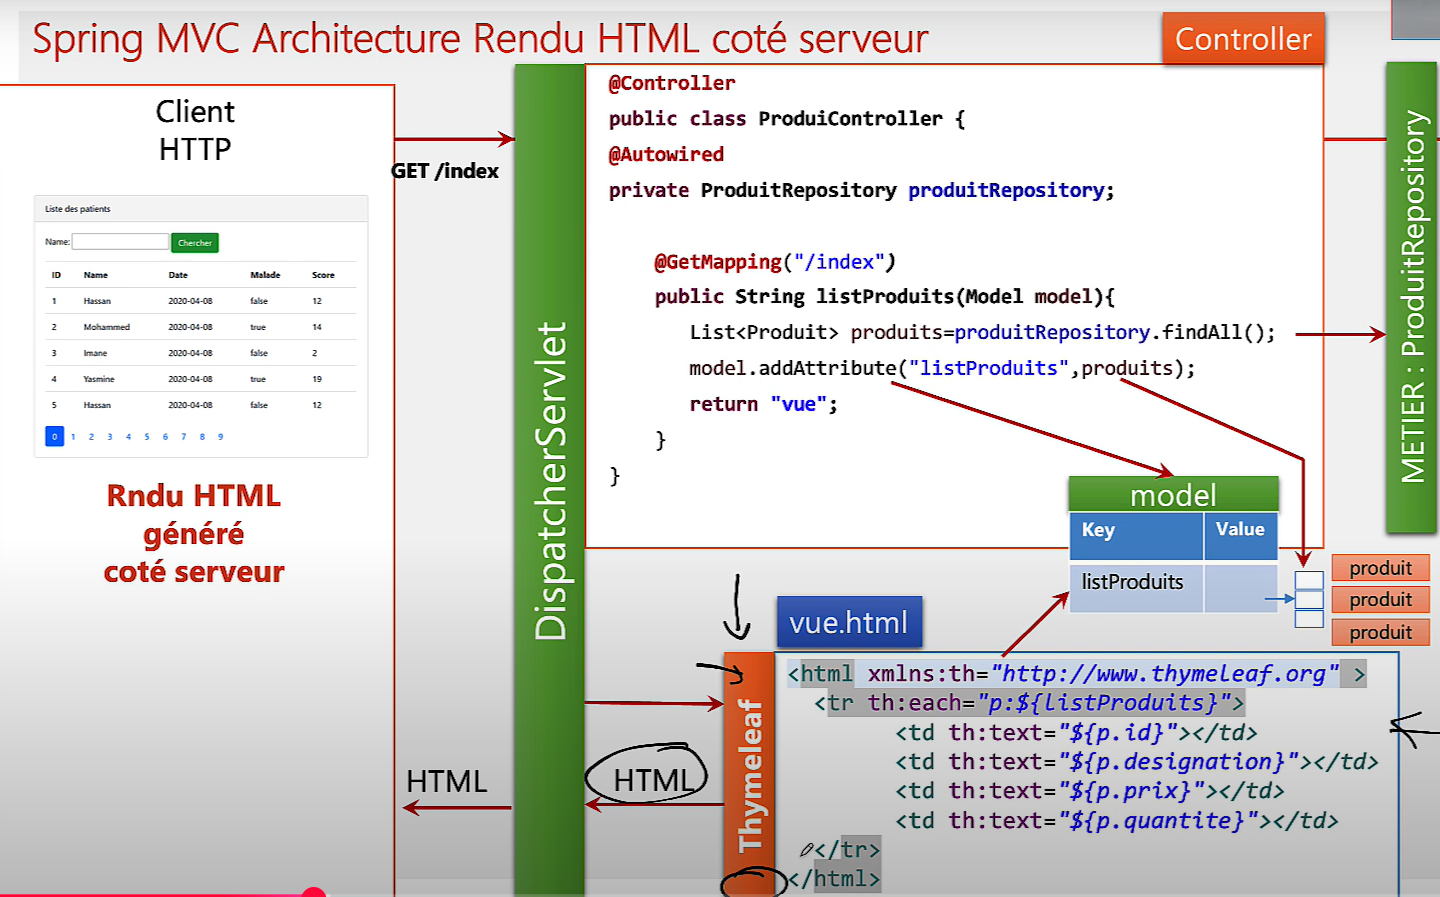 Spring MVC Architecture Rendu HTML coté serveur
Controller
Client
HTTP
GET /index
Liste des patients
Name:
Chercher
ID Name Date Malade Score
1 Hassan 2020-04-08 false 12
2 Mohammed 2020-04-08 true 14
3 Imane 2020-04-08 false 2
4 Yasmine 2020-04-08 true 19
5 Hassan 2020-04-08 false 12
0 1 2 3 4 5 6 7 8 9
Rndu HTML
généré
coté serveur
DispatcherServlet
@Controller
public class ProduiController {
@Autowired
private ProduitRepository produitRepository;
@GetMapping("/index")
public String listProduits(Model model){
List<Produit> produits=produitRepository.findAll();
model.addAttribute("listProduits",produits);
return "vue";
}
}
METIER : ProduitRepository
model
Key Value
listProduits
produit
produit
produit
vue.html
Thymeleaf
<html xmlns:th="http://www.thymeleaf.org" >
<tr th:each="p:${listProduits}">
<td th:text="${p.id}"></td>
<td th:text="${p.designation}"></td>
<td th:text="${p.prix}"></td>
<td th:text="${p.quantite}"></td>
</tr>
</html>
HTML
HTML